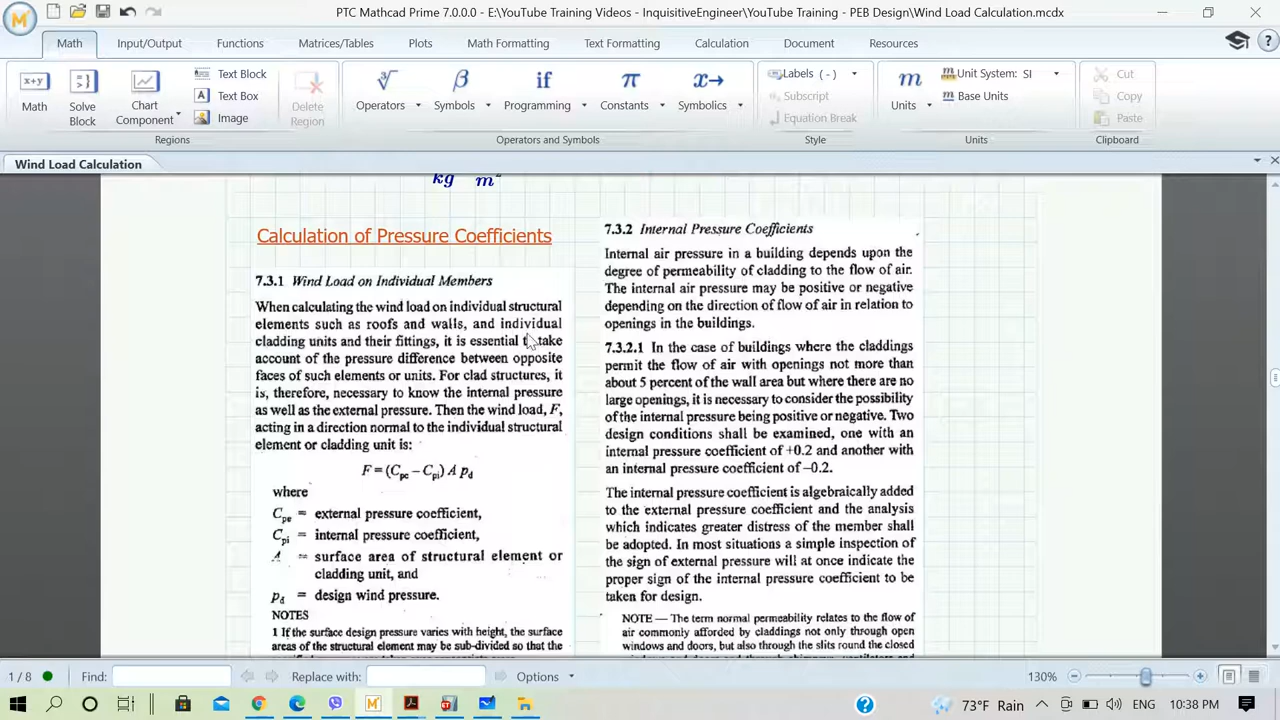 PTC Mathcad Prime 7.0.0.0 - E:\YouTube Training Videos - InquisitiveEngineer\YouTube Training - PEB Design\Wind Load Calculation.mcdx
Math Input/Output Functions Matrices/Tables Plots Math Formatting Text Formatting Calculation Document Resources
Math
Solve Block
Chart Component
Text Block
Text Box
Image
Delete Region
Regions
Operators
Symbols
if
Programming
Constants
Symbolics
Operators and Symbols
Labels ( - )
Subscript
Equation Break
Style
m
Units
Unit System: SI
Base Units
Units
Cut
Copy
Paste
Clipboard
Wind Load Calculation
kg m²
Calculation of Pressure Coefficients
7.3.1 Wind Load on Individual Members
When calculating the wind load on individual structural
elements such as roofs and walls, and individual
cladding units and their fittings, it is essential to take
account of the pressure difference between opposite
faces of such elements or units. For clad structures, it
is, therefore, necessary to know the internal pressure
as well as the external pressure. Then the wind load, F,
acting in a direction normal to the individual structural
element or cladding unit is:
F = (Cpe – Cpi) A pd
where
Cpe = external pressure coefficient,
Cpi = internal pressure coefficient,
A = surface area of structural element or
cladding unit, and
pd = design wind pressure.
NOTES
1 If the surface design pressure varies with height, the surface
areas of the structural element may be sub-divided so that the
7.3.2 Internal Pressure Coefficients
Internal air pressure in a building depends upon the
degree of permeability of cladding to the flow of air.
The internal air pressure may be positive or negative
depending on the direction of flow of air in relation to
openings in the buildings.
7.3.2.1 In the case of buildings where the claddings
permit the flow of air with openings not more than
about 5 percent of the wall area but where there are no
large openings, it is necessary to consider the possibility
of the internal pressure being positive or negative. Two
design conditions shall be examined, one with an
internal pressure coefficient of +0.2 and another with
an internal pressure coefficient of –0.2.
The internal pressure coefficient is algebraically added
to the external pressure coefficient and the analysis
which indicates greater distress of the member shall
be adopted. In most situations a simple inspection of
the sign of external pressure will at once indicate the
proper sign of the internal pressure coefficient to be
taken for design.
NOTE — The term normal permeability relates to the flow of
air commonly afforded by claddings not only through open
windows and doors, but also through the slits round the closed
1 / 8 Find: Replace with: Options 130%
73°F Rain ENG 10:38 PM